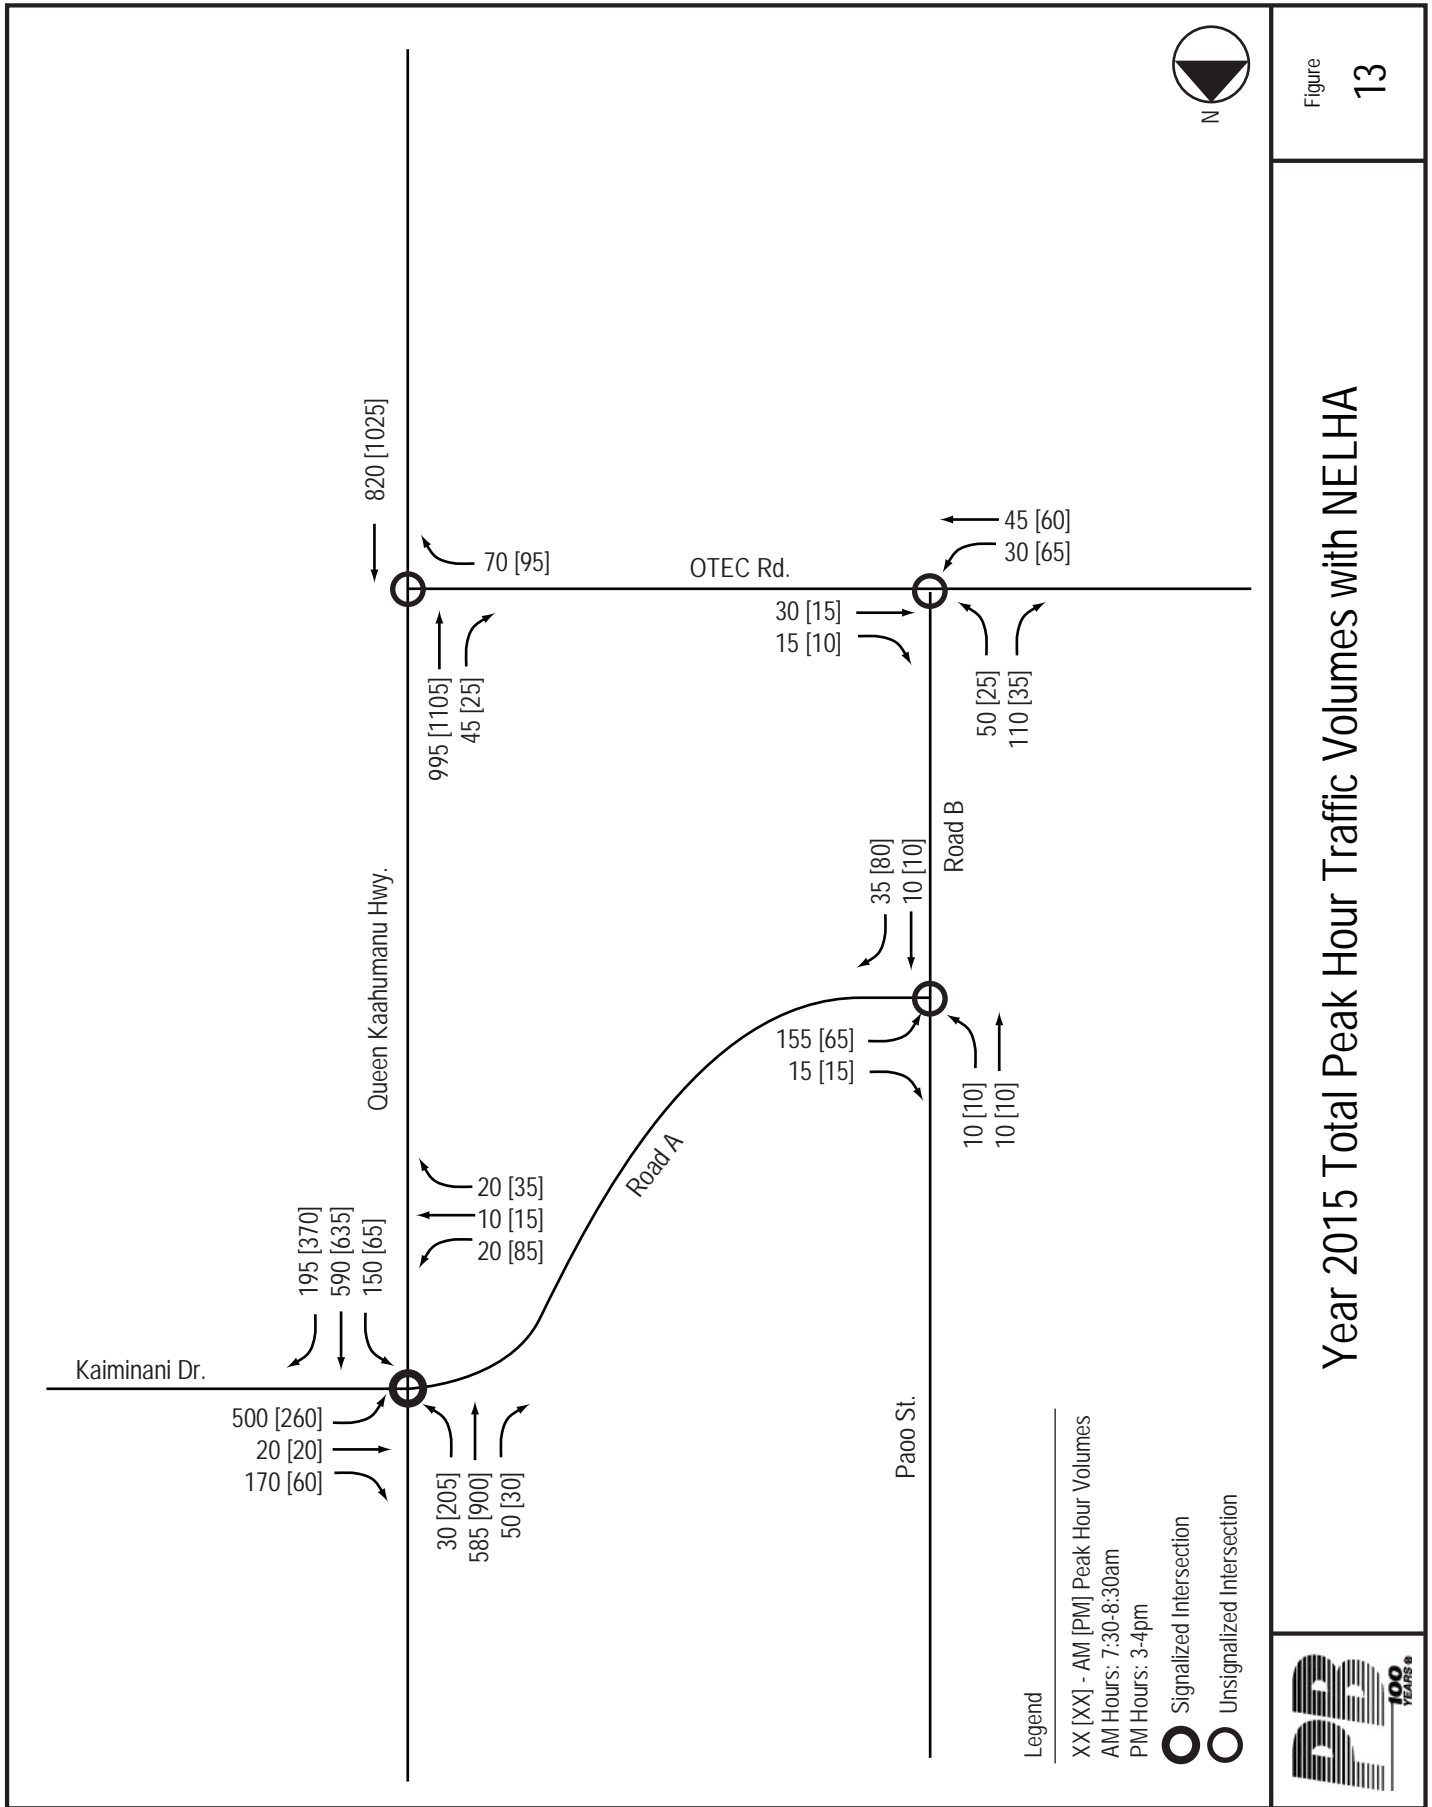 Kaiminani Dr.
195 [370]
590 [635]
150 [65]
500 [260]
20 [20]
170 [60]
30 [205]
585 [900]
50 [30]
20 [35]
10 [15]
20 [85]
Queen Kaahumanu Hwy.
820 [1025]
995 [1105]
45 [25]
70 [95]
OTEC Rd.
Road A
30 [15]
15 [10]
45 [60]
30 [65]
50 [25]
110 [35]
35 [80]
10 [10]
Road B
155 [65]
15 [15]
10 [10]
10 [10]
Paoo St.
N
Legend
XX [XX] - AM [PM] Peak Hour Volumes
AM Hours: 7:30-8:30am
PM Hours: 3-4pm
Signalized Intersection
Unsignalized Intersection
PB
100
YEARS ®
Year 2015 Total Peak Hour Traffic Volumes with NELHA
Figure
13